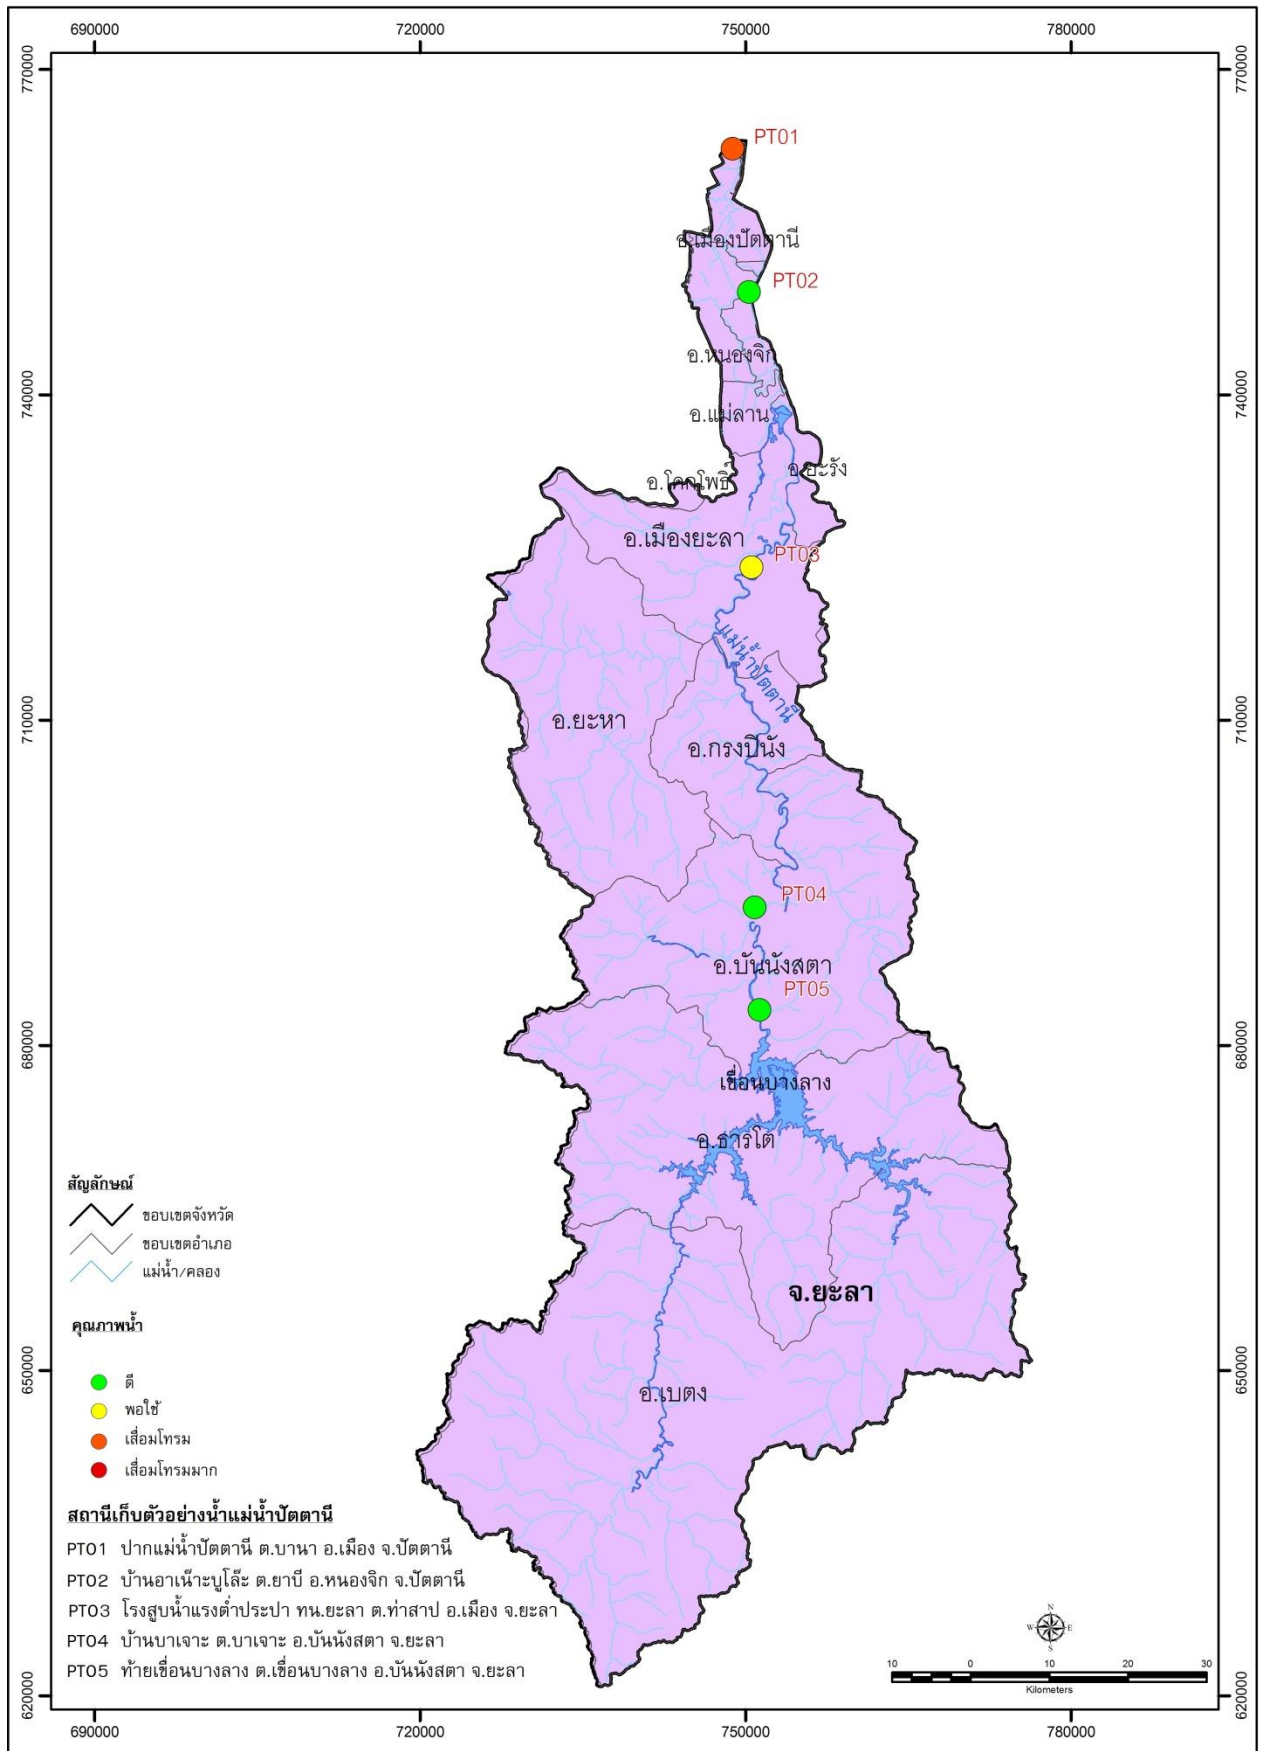 690000 720000 750000 780000
770000 770000
PT01
อ.เมืองปัตตานี
PT02
อ.หนองจิก
740000 740000
อ.แม่ลาน
อ.ยะรัง
อ.โคกโพธิ์
อ.เมืองยะลา
PT03
แม่น้ำปัตตานี
710000 710000
อ.ยะหา
อ.กรงปินัง
PT04
อ.บันนังสตา
PT05
680000 680000
เขื่อนบางลาง
อ.ธารโต
สัญลักษณ์
ขอบเขตจังหวัด
ขอบเขตอำเภอ
แม่น้ำ/คลอง
จ.ยะลา
คุณภาพน้ำ
650000 650000
ดี
อ.เบตง
พอใช้
เสื่อมโทรม
เสื่อมโทรมมาก
สถานีเก็บตัวอย่างน้ำแม่น้ำปัตตานี
PT01 ปากแม่น้ำปัตตานี ต.บานา อ.เมือง จ.ปัตตานี
PT02 บ้านอาเน๊าะบูโล๊ะ ต.ยาบี อ.หนองจิก จ.ปัตตานี
PT03 โรงสูบน้ำแรงต่ำประปา ทน.ยะลา ต.ท่าสาป อ.เมือง จ.ยะลา
PT04 บ้านบาเจาะ ต.บาเจาะ อ.บันนังสตา จ.ยะลา
PT05 ท้ายเขื่อนบางลาง ต.เขื่อนบางลาง อ.บันนังสตา จ.ยะลา
N
W E
S
10 0 10 20 30
Kilometers
620000 620000
690000 720000 750000 780000